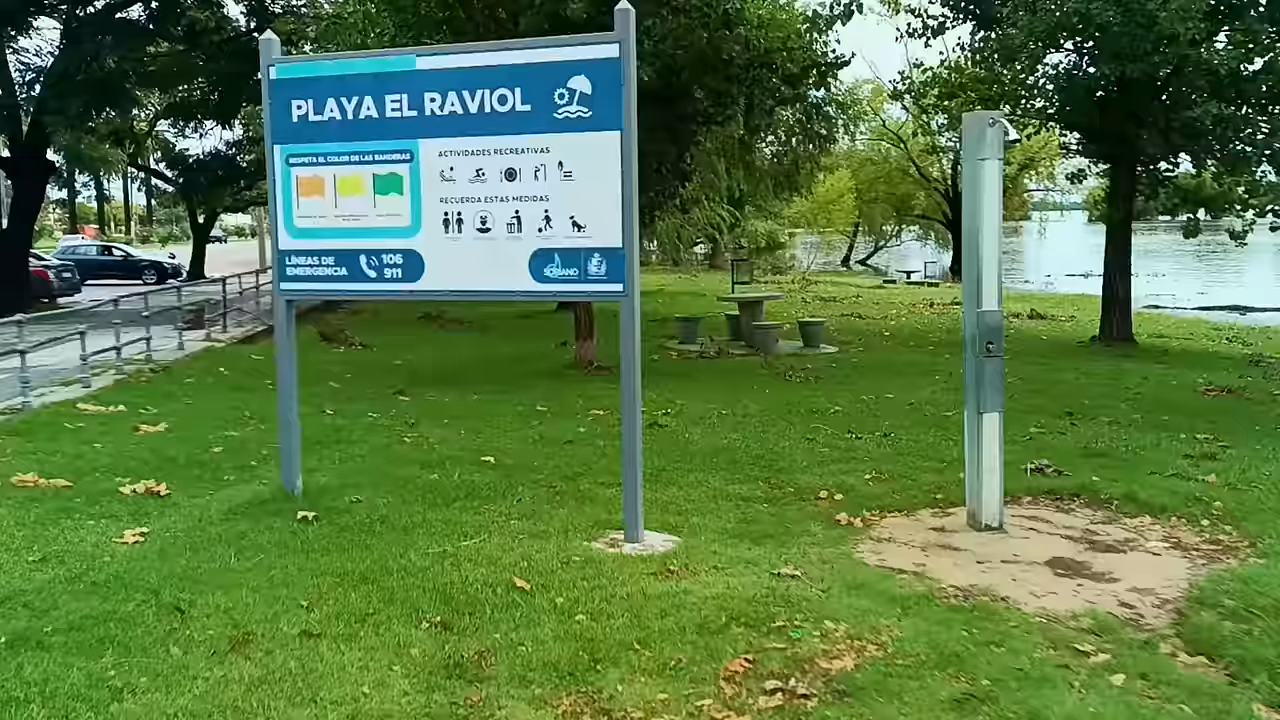 PLAYA EL RAVIOL
RESPETA EL COLOR DE LAS BANDERAS
ACTIVIDADES RECREATIVAS
RECUERDA ESTAS MEDIDAS
LÍNEAS DE
EMERGENCIA
106
911
SORIANO